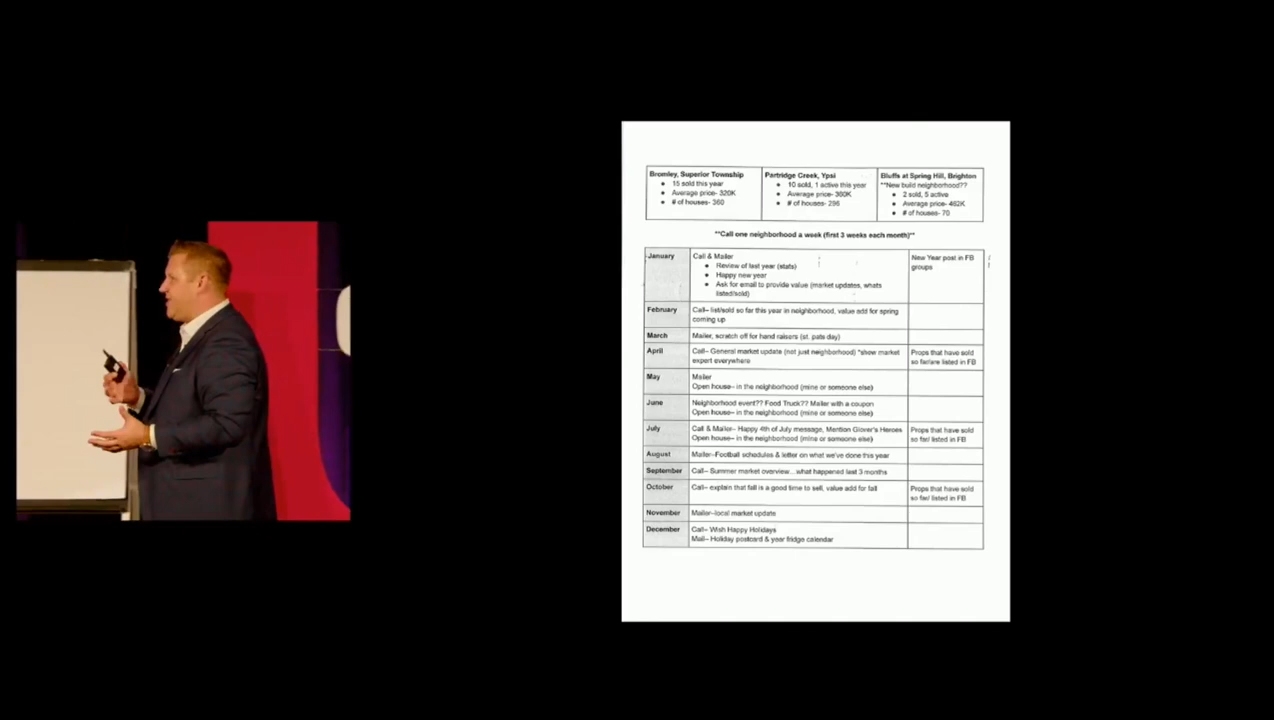 Bromley, Superior Township
15 sold this year
Average price- 320K
# of houses- 360
Partridge Creek, Ypsi
10 sold, 1 active this year
Average price- 360K
# of houses- 296
Bluffs at Spring Hill, Brighton
**New build neighborhood??
2 sold, 5 active
Average price- 462K
# of houses- 70
**Call one neighborhood a week (first 3 weeks each month)**
January
Call & Mailer
Review of last year (stats)
Happy new year
Ask for email to provide value (market updates, whats
listed/sold)
New Year post in FB
groups
February
Call– list/sold so far this year in neighborhood, value add for spring
coming up
March
Mailer, scratch off for hand raisers (st. pats day)
April
Call– General market update (not just neighborhood) *show market
expert everywhere
Props that have sold
so far/are listed in FB
May
Mailer
Open house– in the neighborhood (mine or someone else)
June
Neighborhood event?? Food Truck?? Mailer with a coupon
Open house– in the neighborhood (mine or someone else)
July
Call & Mailer– Happy 4th of July message, Mention Glover's Heroes
Open house– in the neighborhood (mine or someone else)
Props that have sold
so far/ listed in FB
August
Mailer–Football schedules & letter on what we've done this year
September
Call– Summer market overview…what happened last 3 months
October
Call– explain that fall is a good time to sell, value add for fall
Props that have sold
so far/ listed in FB
November
Mailer–local market update
December
Call– Wish Happy Holidays
Mail– Holiday postcard & year fridge calendar